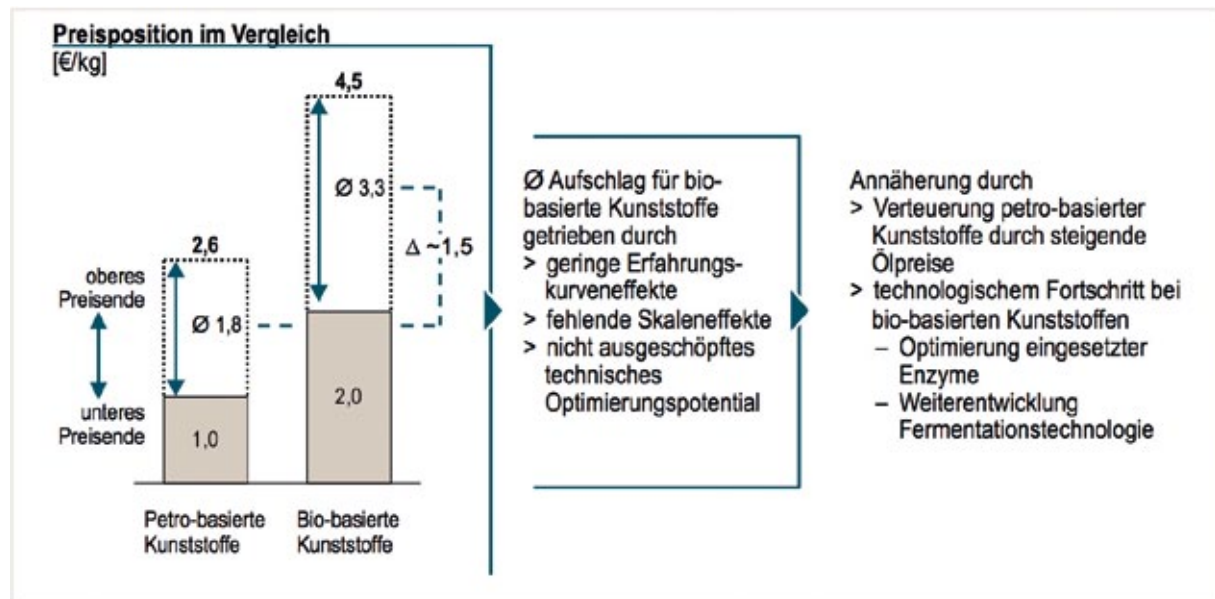 Preisposition im Vergleich
[€/kg]
4,5
Ø 3,3
2,6
Δ ~1,5
oberes
Preisende
Ø 1,8
unteres
Preisende
1,0
2,0
Petro-basierte
Kunststoffe
Bio-basierte
Kunststoffe
Ø Aufschlag für bio-
basierte Kunststoffe
getrieben durch
> geringe Erfahrungs-
kurveneffekte
> fehlende Skaleneffekte
> nicht ausgeschöpftes
technisches
Optimierungspotential
Annäherung durch
> Verteuerung petro-basierter
Kunststoffe durch steigende
Ölpreise
> technologischem Fortschritt bei
bio-basierten Kunststoffen
– Optimierung eingesetzter
Enzyme
– Weiterentwicklung
Fermentationstechnologie